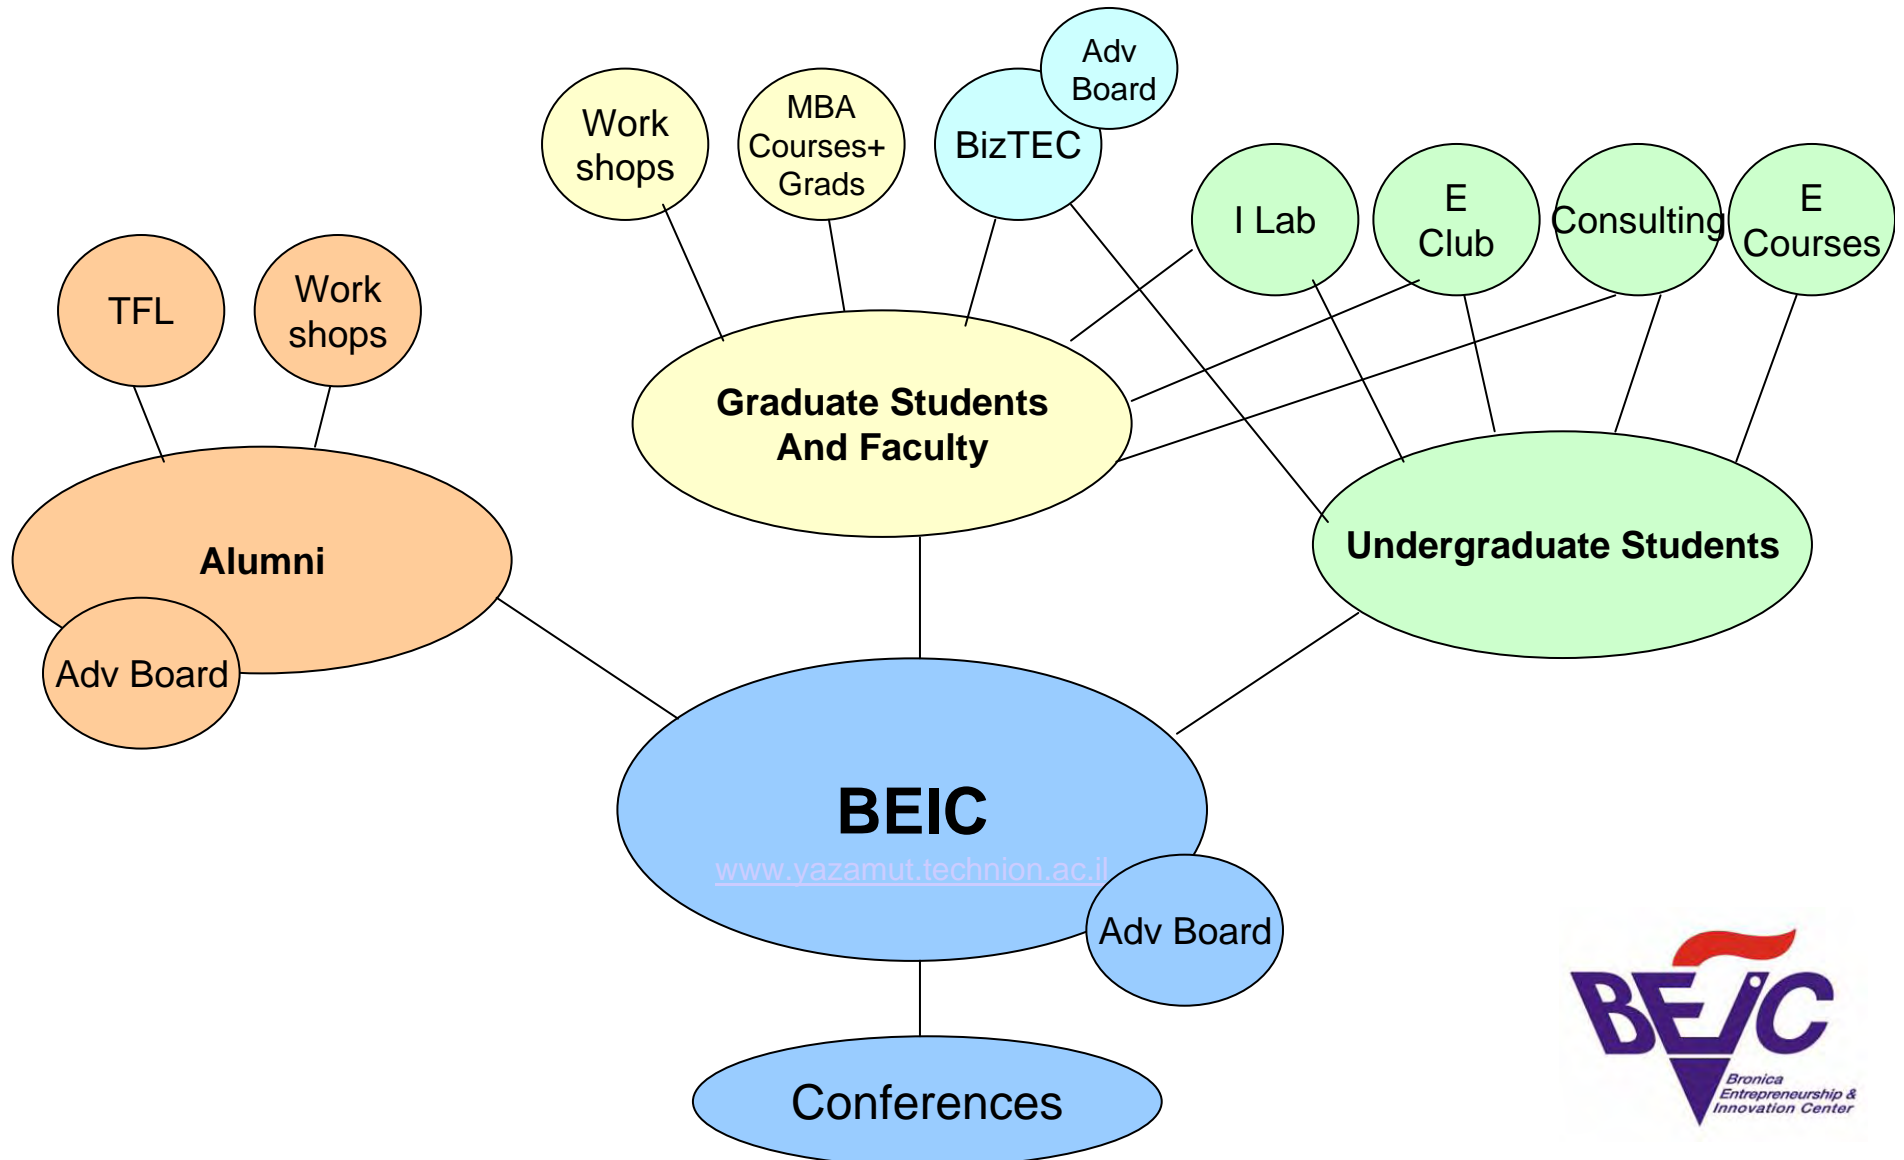 Adv
Board
Work
shops
MBA
Courses+
Grads
BizTEC
I Lab
E
Club
Consulting
E
Courses
TFL
Work
shops
Graduate Students
And Faculty
Alumni
Undergraduate Students
Adv Board
BEIC
www.yazamut.technion.ac.il
Adv Board
Conferences
BEIC
Bronica
Entrepreneurship &
Innovation Center